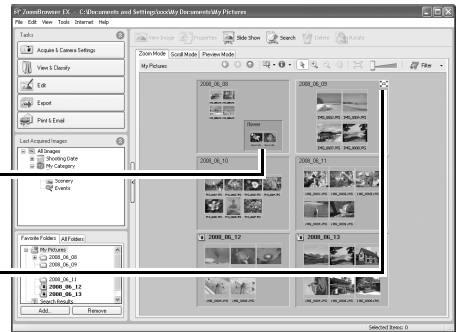 ZoomBrowser EX - C:\Documents and Settings\xxx\My Documents\My Pictures
File Edit View Tools Internet Help
Tasks
View Image Properties Slide Show Search Delete Rotate
Acquire & Camera Settings
View & Classify
Edit
Export
Print & Email
Zoom Mode Scroll Mode Preview Mode
My Pictures
Filter
2008_06_08
2008_06_09
flower
Last Acquired Images
All Images
Shooting Date
My Category
Scenery
Events
2008_06_10
2008_06_11
Favorite Folders All Folders
My Pictures
2008_06_08
2008_06_09
2008_06_11
2008_06_12
2008_06_13
Search Results
Add... Remove
2008_06_12
2008_06_13
Selected Items: 0